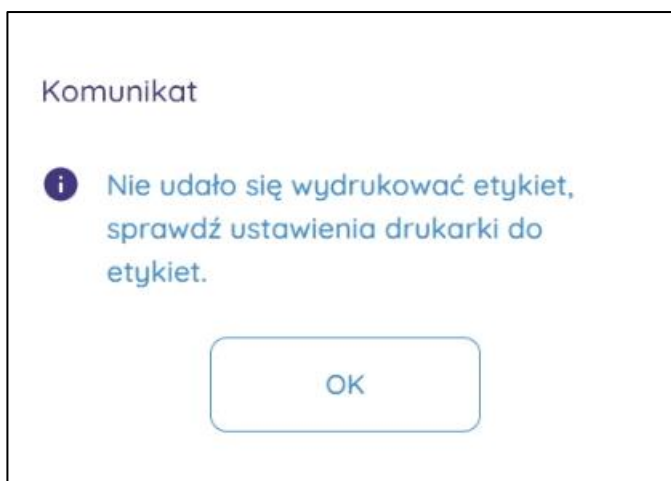 Komunikat
Nie udało się wydrukować etykiet,
sprawdź ustawienia drukarki do
etykiet.
OK